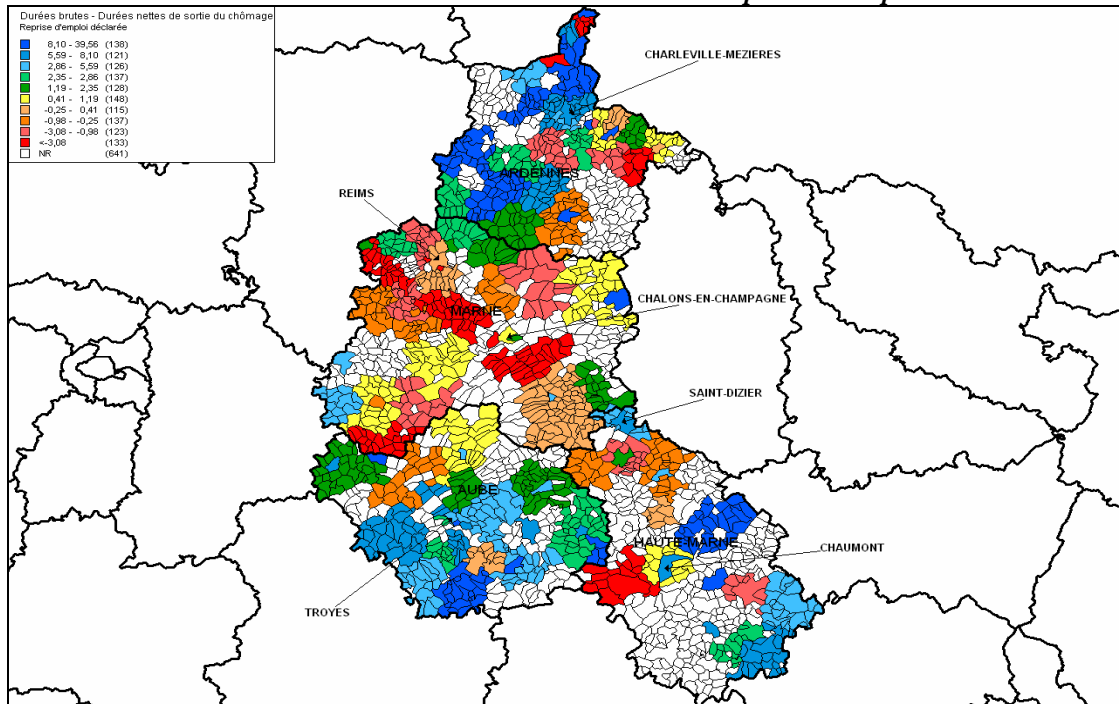 Durées brutes - Durées nettes de sortie du chômage
Reprise d'emploi déclarée
8,10 - 39,56 (138)
5,59 - 8,10 (121)
2,86 - 5,59 (126)
2,35 - 2,86 (137)
1,19 - 2,35 (128)
0,41 - 1,19 (148)
-0,25 - 0,41 (115)
-0,98 - -0,25 (137)
-3,08 - -0,98 (123)
<-3,08 (133)
NR (641)
CHARLEVILLE-MEZIERES
ARDENNES
REIMS
CHALONS-EN-CHAMPAGNE
MARNE
SAINT-DIZIER
AUBE
HAUTE-MARNE
CHAUMONT
TROYES